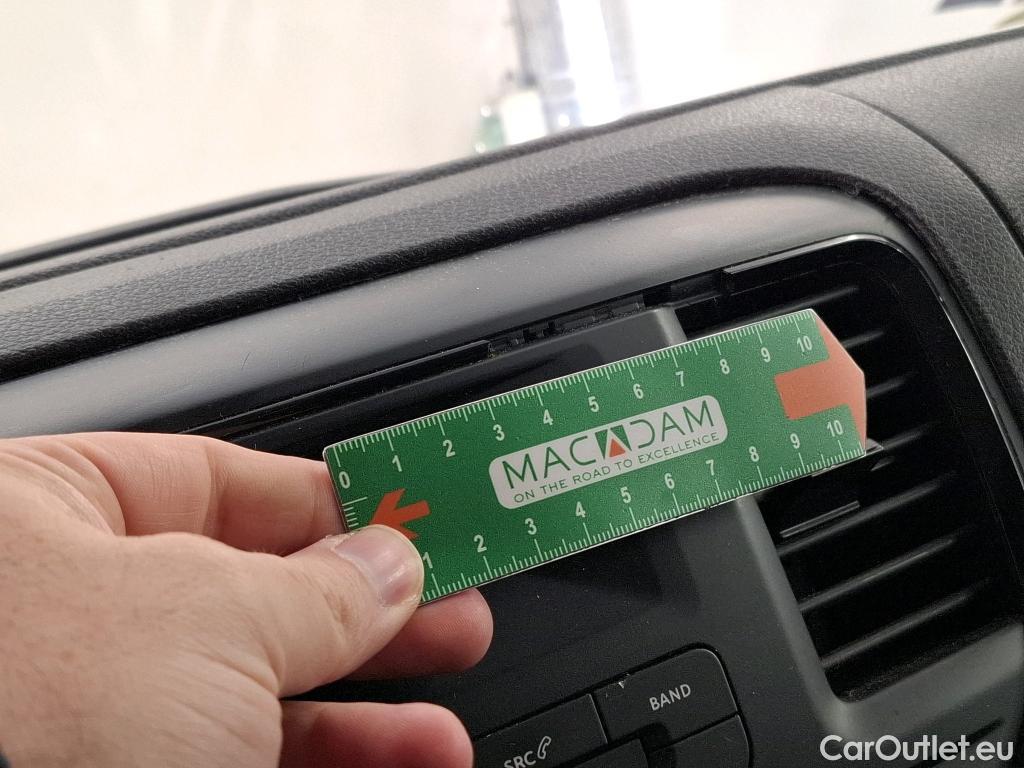 0 1 2 3 4 5 6 7 8 9 10
MACADAM
ON THE ROAD TO EXCELLENCE
1 2 3 4 5 6 7 8 9 10
BAND
SRC
CarOutlet.eu